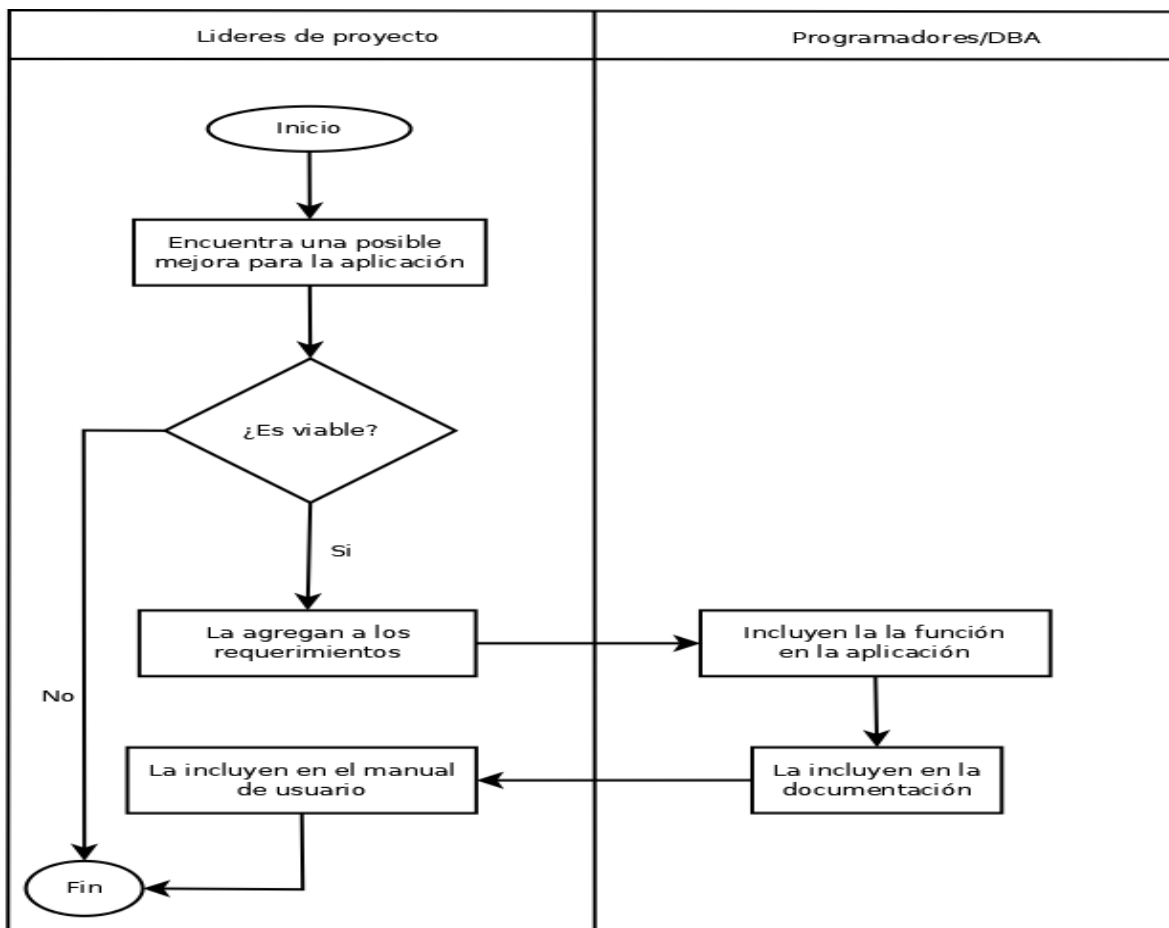 Lideres de proyecto
Programadores/DBA
Inicio
Encuentra una posible
mejora para la aplicación
¿Es viable?
Si
La agregan a los
requerimientos
Incluyen la la función
en la aplicación
No
La incluyen en el manual
de usuario
La incluyen en la
documentación
Fin